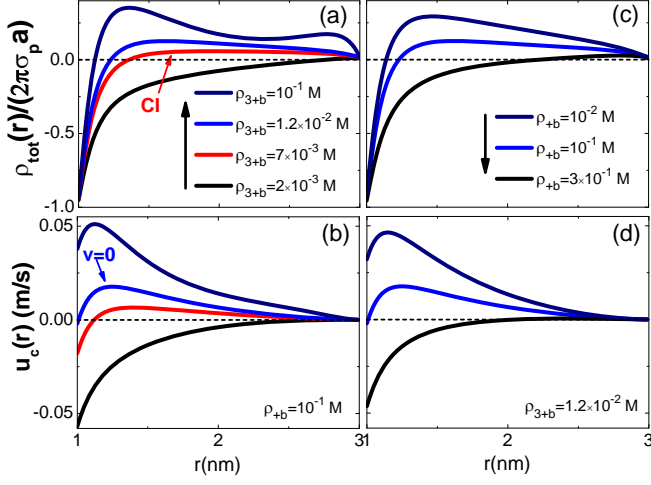 (a)
ρtot(r)/(2πσpa)
0.0
-0.5
-1.0
CI
ρ3+b=10⁻¹ M
ρ3+b=1.2×10⁻² M
ρ3+b=7×10⁻³ M
ρ3+b=2×10⁻³ M
(c)
ρ+b=10⁻² M
ρ+b=10⁻¹ M
ρ+b=3×10⁻¹ M
(b)
uc(r) (m/s)
0.05
0.00
-0.05
v=0
ρ+b=10⁻¹ M
1 2 3
r(nm)
(d)
ρ3+b=1.2×10⁻² M
1 2 3
r(nm)